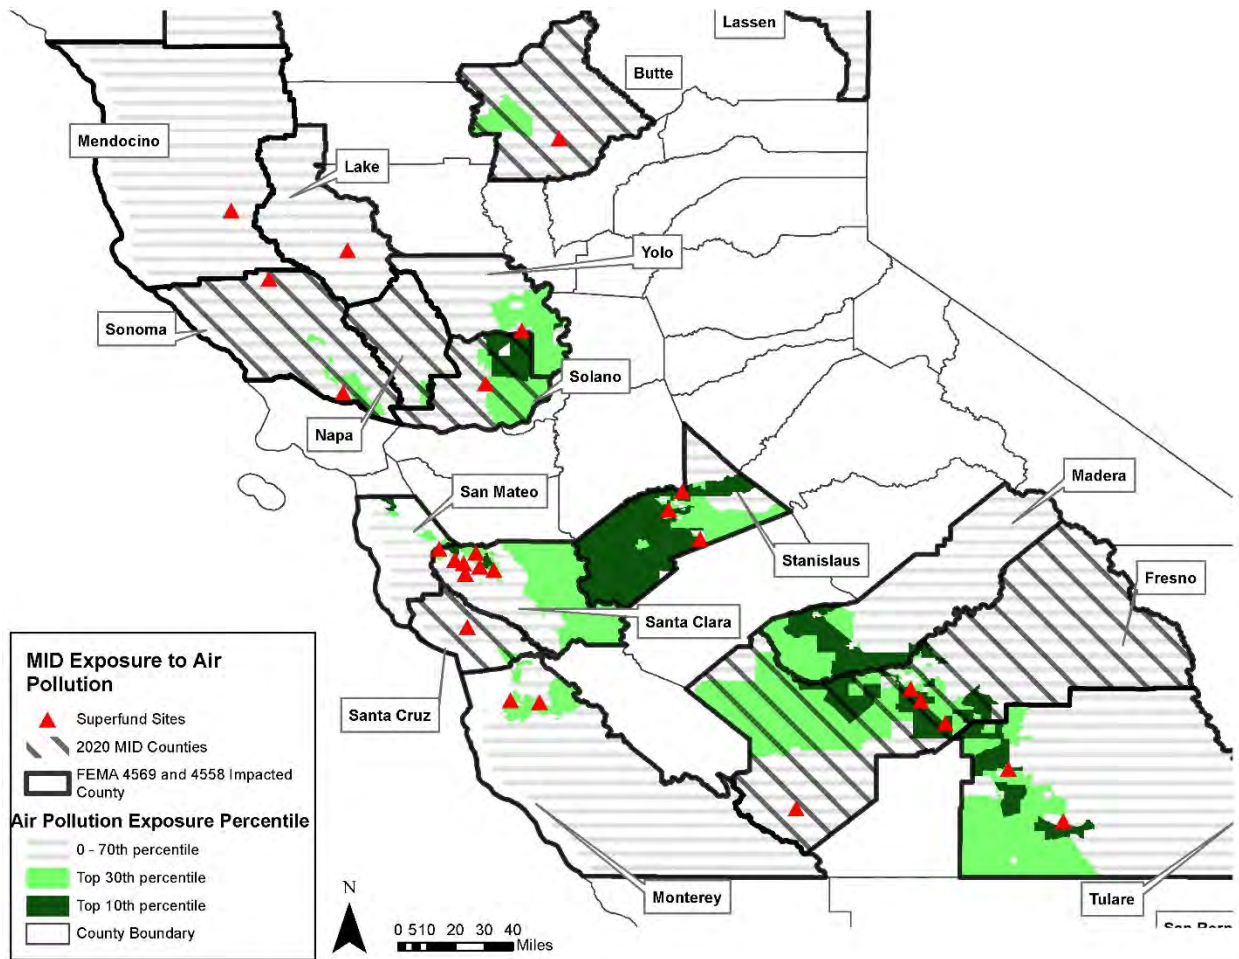 Lassen
Butte
Mendocino
Lake
Yolo
Sonoma
Solano
Napa
San Mateo
Madera
Stanislaus
Fresno
Santa Clara
Santa Cruz
Monterey
Tulare
MID Exposure to Air
Pollution
Superfund Sites
2020 MID Counties
FEMA 4569 and 4558 Impacted
County
Air Pollution Exposure Percentile
0 - 70th percentile
Top 30th percentile
Top 10th percentile
County Boundary
N
0 5 10 20 30 40
Miles